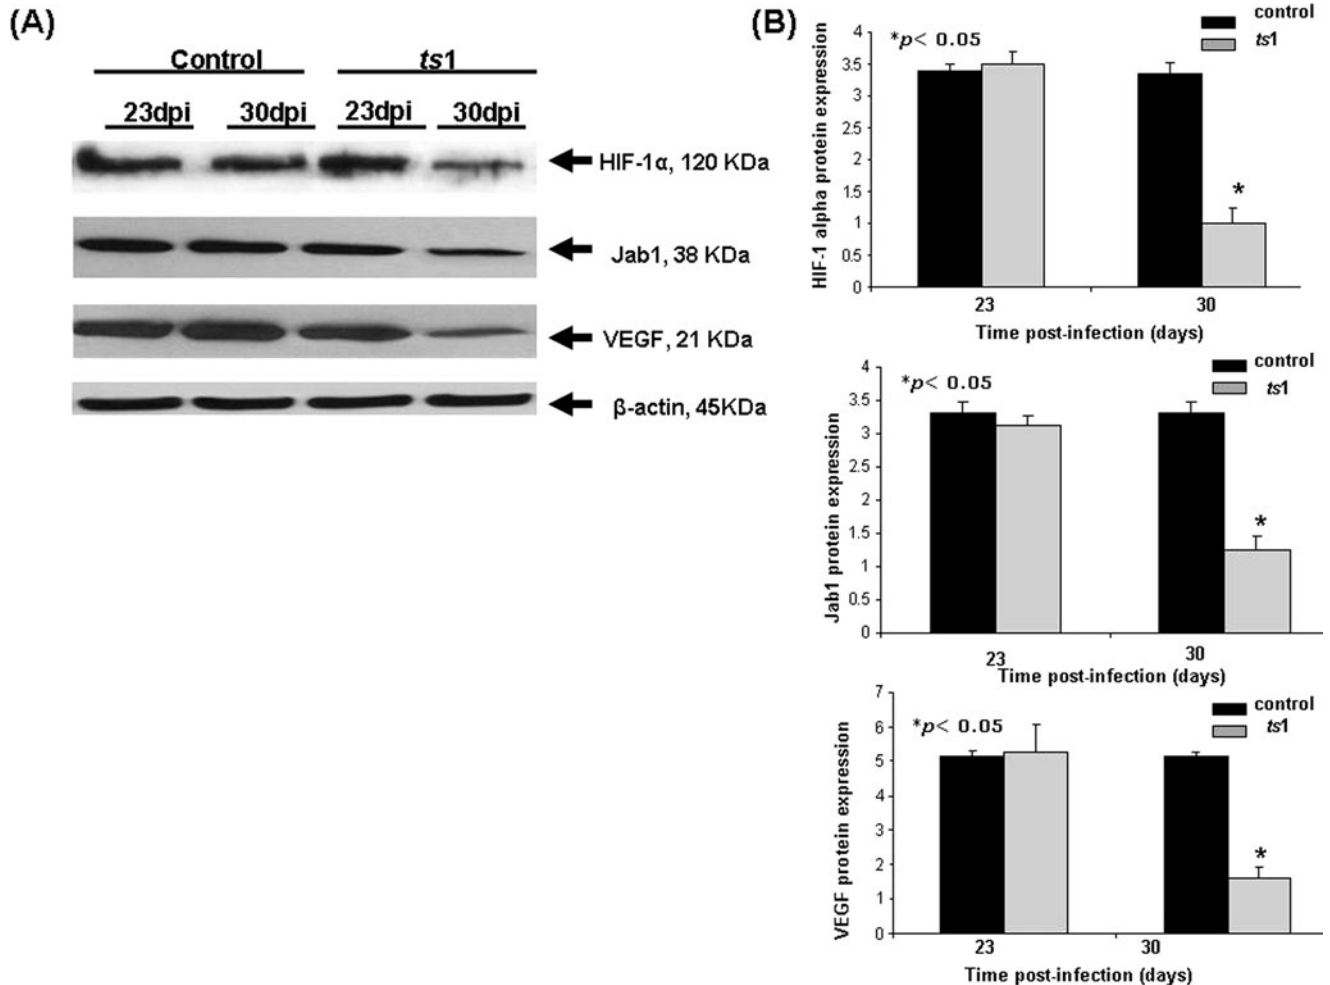 (A)
Control ts1
23dpi 30dpi 23dpi 30dpi
HIF-1α, 120 KDa
Jab1, 38 KDa
VEGF, 21 KDa
β-actin, 45KDa
(B)
control
ts1
*p< 0.05
HIF-1 alpha protein expression
4
3.5
3
2.5
2
1.5
1
0.5
0
*
23 30
Time post-infection (days)
control
ts1
*p< 0.05
Jab1 protein expression
4
3.5
3
2.5
2
1.5
1
0.5
0
*
23 30
Time post-infection (days)
control
ts1
*p< 0.05
VEGF protein expression
7
6
5
4
3
2
1
0
*
23 30
Time post-infection (days)